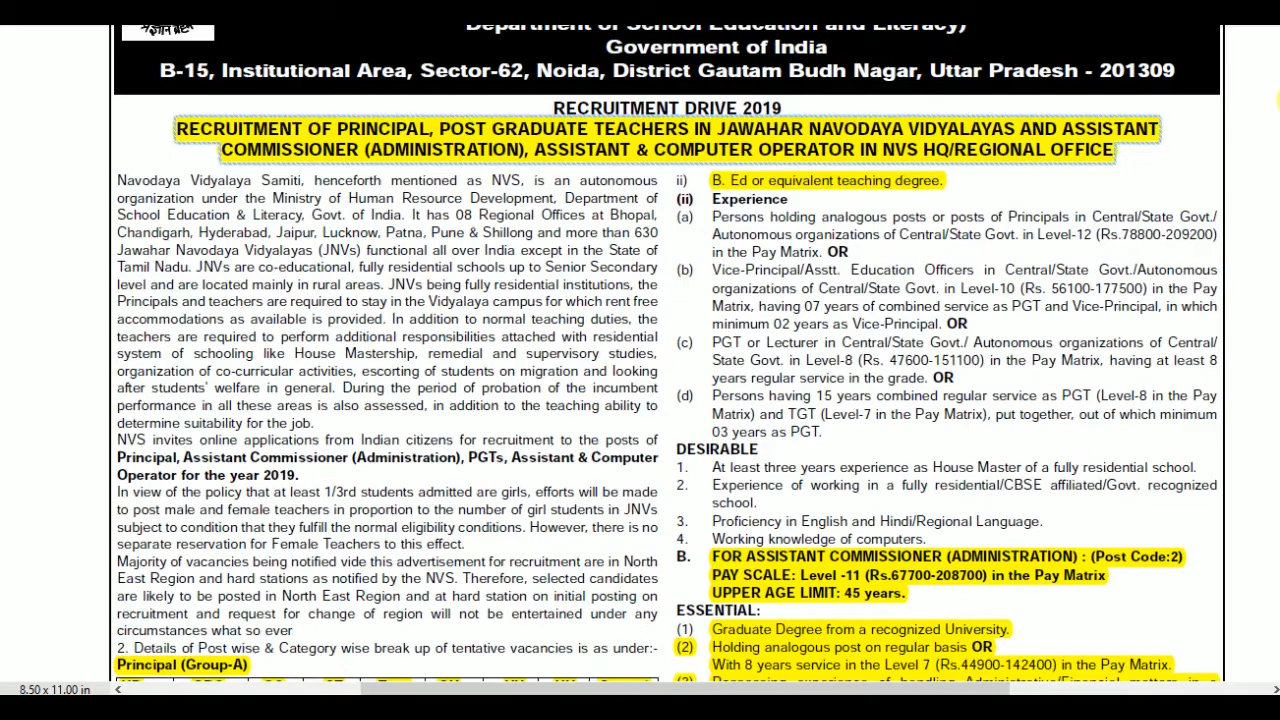 Department of School Education and Literacy)
Government of India
B-15, Institutional Area, Sector-62, Noida, District Gautam Budh Nagar, Uttar Pradesh - 201309
RECRUITMENT DRIVE 2019
RECRUITMENT OF PRINCIPAL, POST GRADUATE TEACHERS IN JAWAHAR NAVODAYA VIDYALAYAS AND ASSISTANT
COMMISSIONER (ADMINISTRATION), ASSISTANT & COMPUTER OPERATOR IN NVS HQ/REGIONAL OFFICE
Navodaya Vidyalaya Samiti, henceforth mentioned as NVS, is an autonomous
organization under the Ministry of Human Resource Development, Department of
School Education & Literacy, Govt. of India. It has 08 Regional Offices at Bhopal,
Chandigarh, Hyderabad, Jaipur, Lucknow, Patna, Pune & Shillong and more than 630
Jawahar Navodaya Vidyalayas (JNVs) functional all over India except in the State of
Tamil Nadu. JNVs are co-educational, fully residential schools up to Senior Secondary
level and are located mainly in rural areas. JNVs being fully residential institutions, the
Principals and teachers are required to stay in the Vidyalaya campus for which rent free
accommodations as available is provided. In addition to normal teaching duties, the
teachers are required to perform additional responsibilities attached with residential
system of schooling like House Mastership, remedial and supervisory studies,
organization of co-curricular activities, escorting of students on migration and looking
after students' welfare in general. During the period of probation of the incumbent
performance in all these areas is also assessed, in addition to the teaching ability to
determine suitability for the job.
NVS invites online applications from Indian citizens for recruitment to the posts of
Principal, Assistant Commissioner (Administration), PGTs, Assistant & Computer
Operator for the year 2019.
In view of the policy that at least 1/3rd students admitted are girls, efforts will be made
to post male and female teachers in proportion to the number of girl students in JNVs
subject to condition that they fulfill the normal eligibility conditions. However, there is no
separate reservation for Female Teachers to this effect.
Majority of vacancies being notified vide this advertisement for recruitment are in North
East Region and hard stations as notified by the NVS. Therefore, selected candidates
are likely to be posted in North East Region and at hard station on initial posting on
recruitment and request for change of region will not be entertained under any
circumstances what so ever
2. Details of Post wise & Category wise break up of tentative vacancies is as under:-
Principal (Group-A)
ii) B. Ed or equivalent teaching degree.
(ii) Experience
(a) Persons holding analogous posts or posts of Principals in Central/State Govt./
Autonomous organizations of Central/State Govt. in Level-12 (Rs.78800-209200)
in the Pay Matrix. OR
(b) Vice-Principal/Asstt. Education Officers in Central/State Govt./Autonomous
organizations of Central/State Govt. in Level-10 (Rs. 56100-177500) in the Pay
Matrix, having 07 years of combined service as PGT and Vice-Principal, in which
minimum 02 years as Vice-Principal. OR
(c) PGT or Lecturer in Central/State Govt./ Autonomous organizations of Central/
State Govt. in Level-8 (Rs. 47600-151100) in the Pay Matrix, having at least 8
years regular service in the grade. OR
(d) Persons having 15 years combined regular service as PGT (Level-8 in the Pay
Matrix) and TGT (Level-7 in the Pay Matrix), put together, out of which minimum
03 years as PGT.
DESIRABLE
1. At least three years experience as House Master of a fully residential school.
2. Experience of working in a fully residential/CBSE affiliated/Govt. recognized
school.
3. Proficiency in English and Hindi/Regional Language.
4. Working knowledge of computers.
B. FOR ASSISTANT COMMISSIONER (ADMINISTRATION) : (Post Code:2)
PAY SCALE: Level -11 (Rs.67700-208700) in the Pay Matrix
UPPER AGE LIMIT: 45 years.
ESSENTIAL:
(1) Graduate Degree from a recognized University.
(2) Holding analogous post on regular basis OR
With 8 years service in the Level 7 (Rs.44900-142400) in the Pay Matrix.
8.50 x 11.00 in